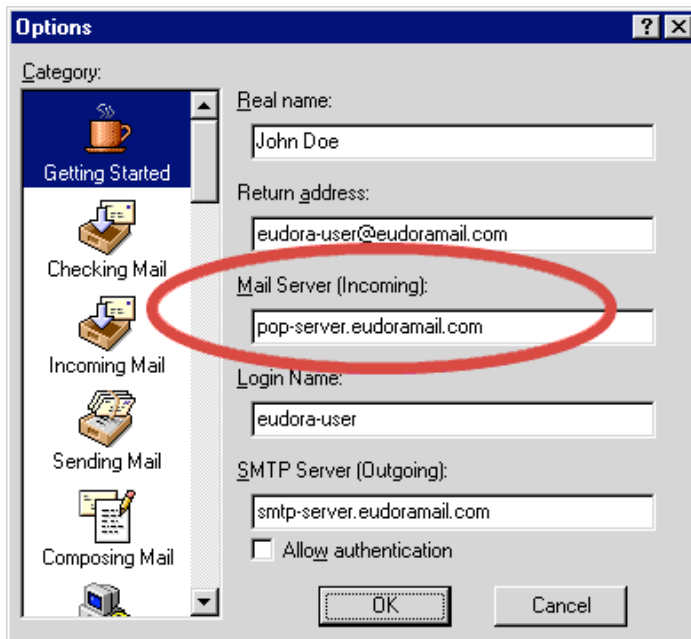 Options
Category:
Getting Started
Checking Mail
Incoming Mail
Sending Mail
Composing Mail
Real name:
John Doe
Return address:
eudora-user@eudoramail.com
Mail Server (Incoming):
pop-server.eudoramail.com
Login Name:
eudora-user
SMTP Server (Outgoing):
smtp-server.eudoramail.com
Allow authentication
OK
Cancel